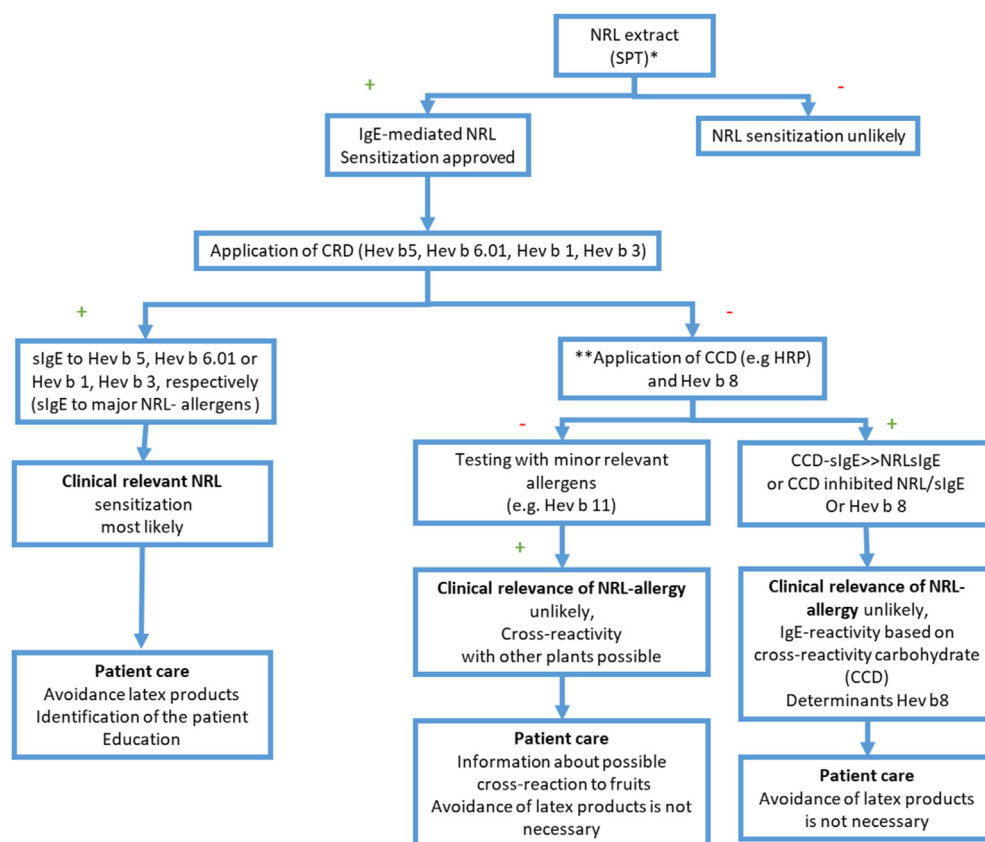 NRL extract
(SPT)*
+
-
IgE-mediated NRL
Sensitization approved
NRL sensitization unlikely
Application of CRD (Hev b5, Hev b 6.01, Hev b 1, Hev b 3)
+
-
sIgE to Hev b 5, Hev b 6.01 or
Hev b 1, Hev b 3, respectively
(sIgE to major NRL- allergens )
**Application of CCD (e.g HRP)
and Hev b 8
-
+
Clinical relevant NRL
sensitization
most likely
Testing with minor relevant
allergens
(e.g. Hev b 11)
CCD-sIgE>>NRLsIgE
or CCD inhibited NRL/sIgE
Or Hev b 8
+
Clinical relevance of NRL-allergy
unlikely,
Cross-reactivity
with other plants possible
Clinical relevance of NRL-
allergy unlikely,
IgE-reactivity based on
cross-reactivity carbohydrate
(CCD)
Determinants Hev b8
Patient care
Avoidance latex products
Identification of the patient
Education
Patient care
Information about possible
cross-reaction to fruits
Avoidance of latex products is not
necessary
Patient care
Avoidance of latex products
is not necessary